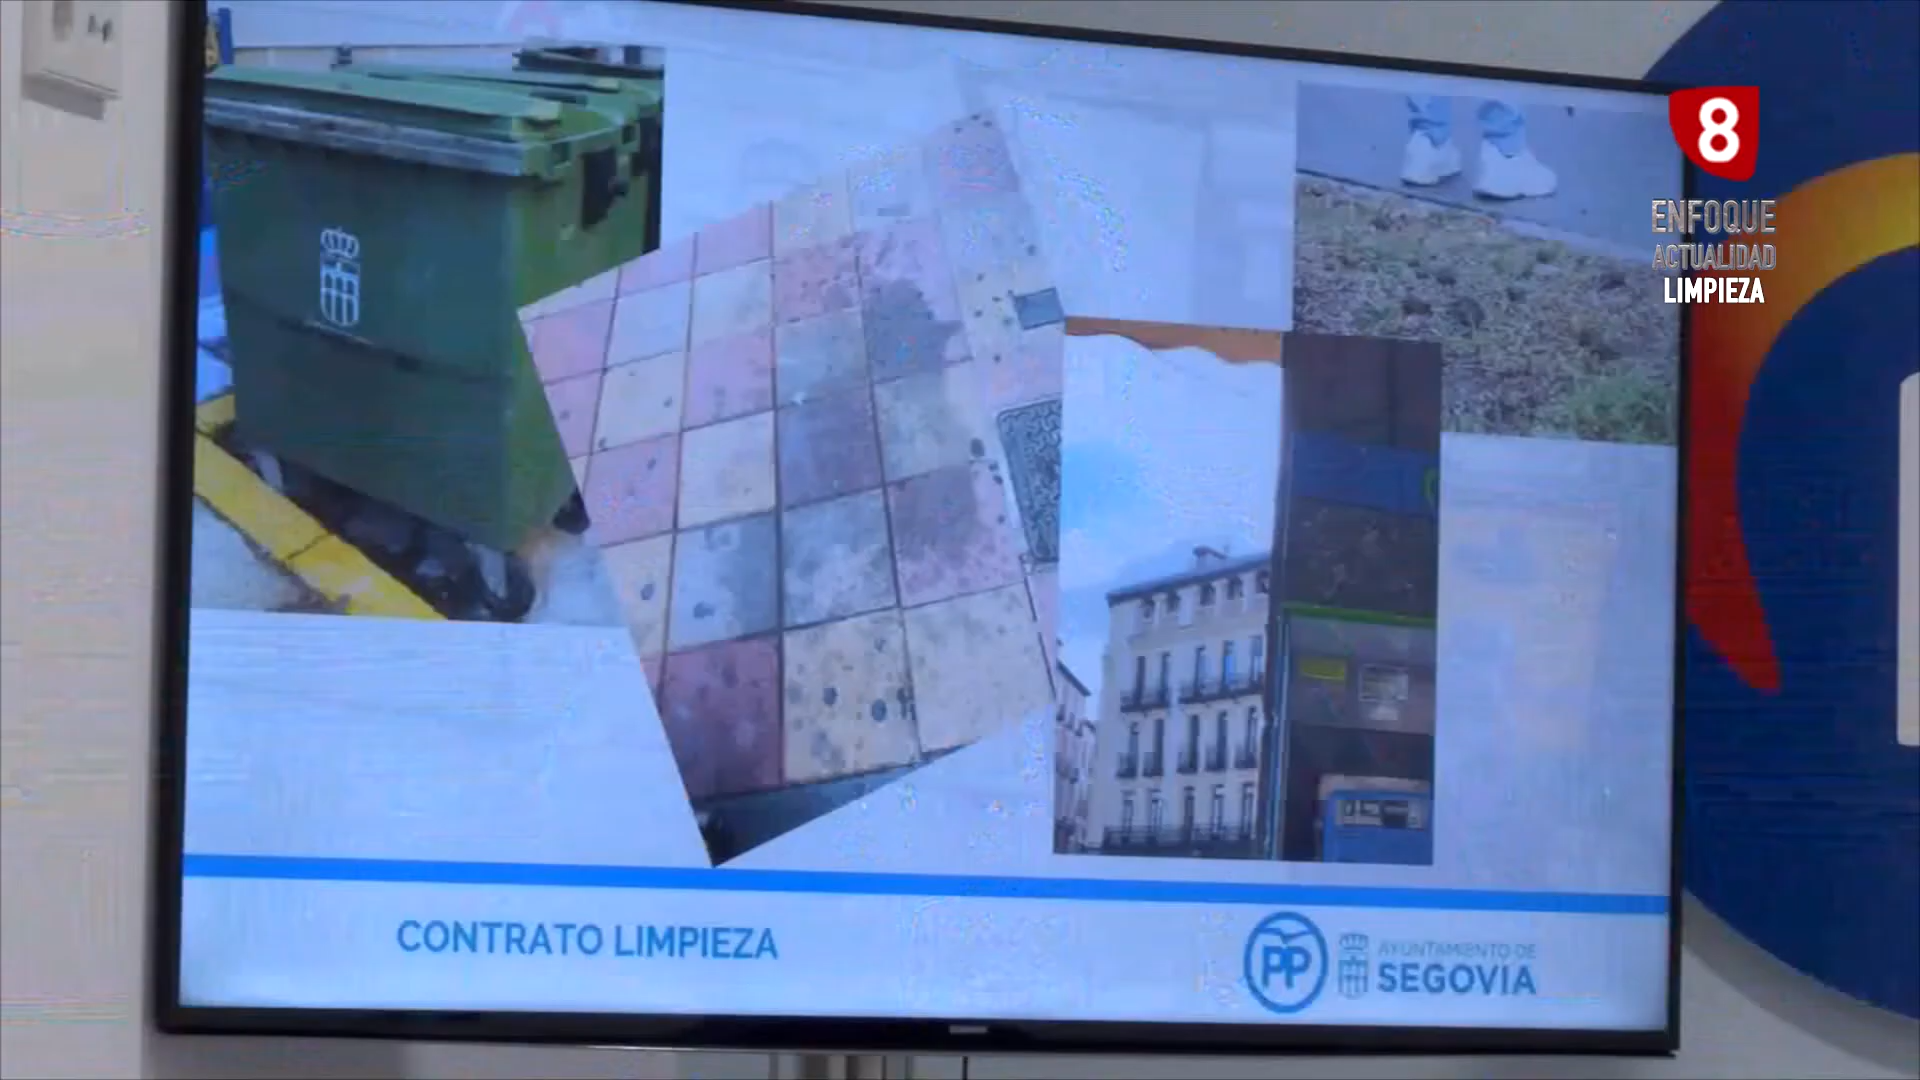 8
ENFOQUE
ACTUALIDAD
LIMPIEZA
CONTRATO LIMPIEZA
PP
AYUNTAMIENTO DE
SEGOVIA